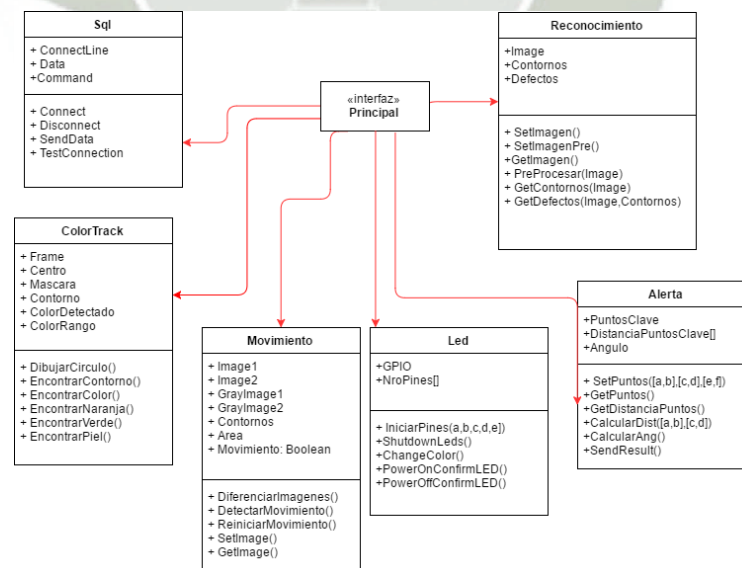 Sql
+ ConnectLine
+ Data
+Command
+ Connect
+ Disconnect
+ SendData
+ TestConnection
«interfaz»
Principal
Reconocimiento
+Image
+Contornos
+Defectos
+ SetImagen()
+ SetImagenPre()
+GetImagen()
+ PreProcesar(Image)
+ GetContornos(Image)
+ GetDefectos(Image,Contornos)
ColorTrack
+ Frame
+ Centro
+ Mascara
+ Contorno
+ ColorDetectado
+ ColorRango
+ DibujarCirculo()
+ EncontrarContorno()
+ EncontrarColor()
+ EncontrarNaranja()
+ EncontrarVerde()
+ EncontrarPiel()
Movimiento
+ Image1
+ Image2
+ GrayImage1
+ GrayImage2
+ Contornos
+ Area
+ Movimiento: Boolean
+ DiferenciarImagenes()
+ DetectarMovimiento()
+ ReiniciarMovimiento()
+ SetImage()
+ GetImage()
Led
+GPIO
+NroPines[]
+ IniciarPines(a,b,c,d,e])
+ShutdownLeds()
+ChangeColor()
+PowerOnConfirmLED()
+PowerOffConfirmLED()
Alerta
+PuntosClave
+DistanciaPuntosClave[]
+Angulo
+ SetPuntos([a,b],[c,d],[e,f])
+GetPuntos()
+GetDistanciaPuntos()
+CalcularDist([a,b],[c,d])
+CalcularAng()
+SendResult()